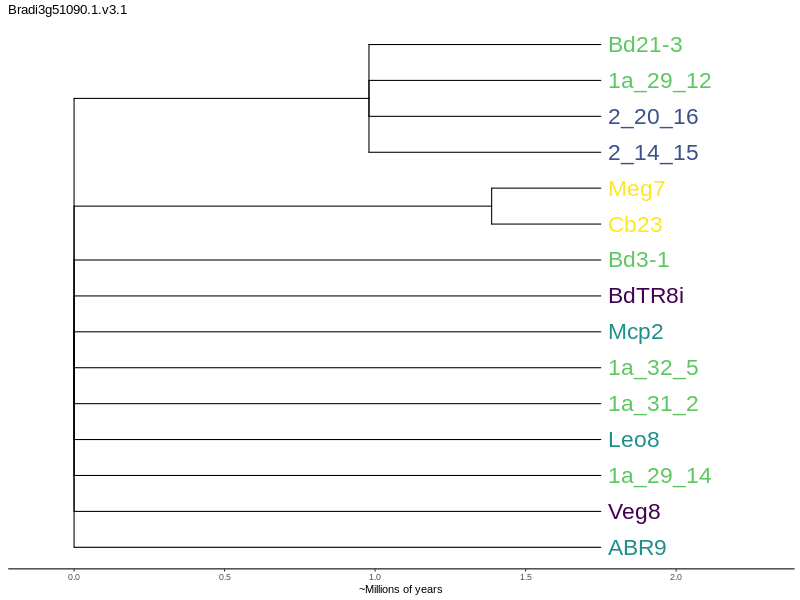 Bradi3g51090.1.v3.1
Bd21-3
1a_29_12
2_20_16
2_14_15
Meg7
Cb23
Bd3-1
BdTR8i
Mcp2
1a_32_5
1a_31_2
Leo8
1a_29_14
Veg8
ABR9
0.0 0.5 1.0 1.5 2.0
~Millions of years